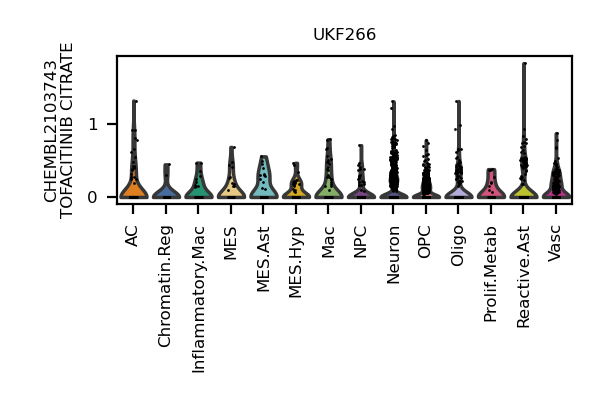 UKF266
CHEMBL2103743
TOFACITINIB CITRATE
1
0
AC
Chromatin.Reg
Inflammatory.Mac
MES
MES.Ast
MES.Hyp
Mac
NPC
Neuron
OPC
Oligo
Prolif.Metab
Reactive.Ast
Vasc